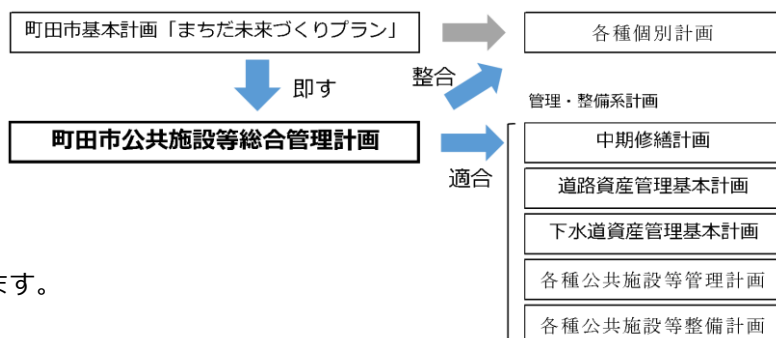 町田市基本計画「まちだ未来づくりプラン」
各種個別計画
即す
整合
管理・整備系計画
町田市公共施設等総合管理計画
中期修繕計画
適合
道路資産管理基本計画
下水道資産管理基本計画
ます。
各種公共施設等管理計画
各種公共施設等整備計画